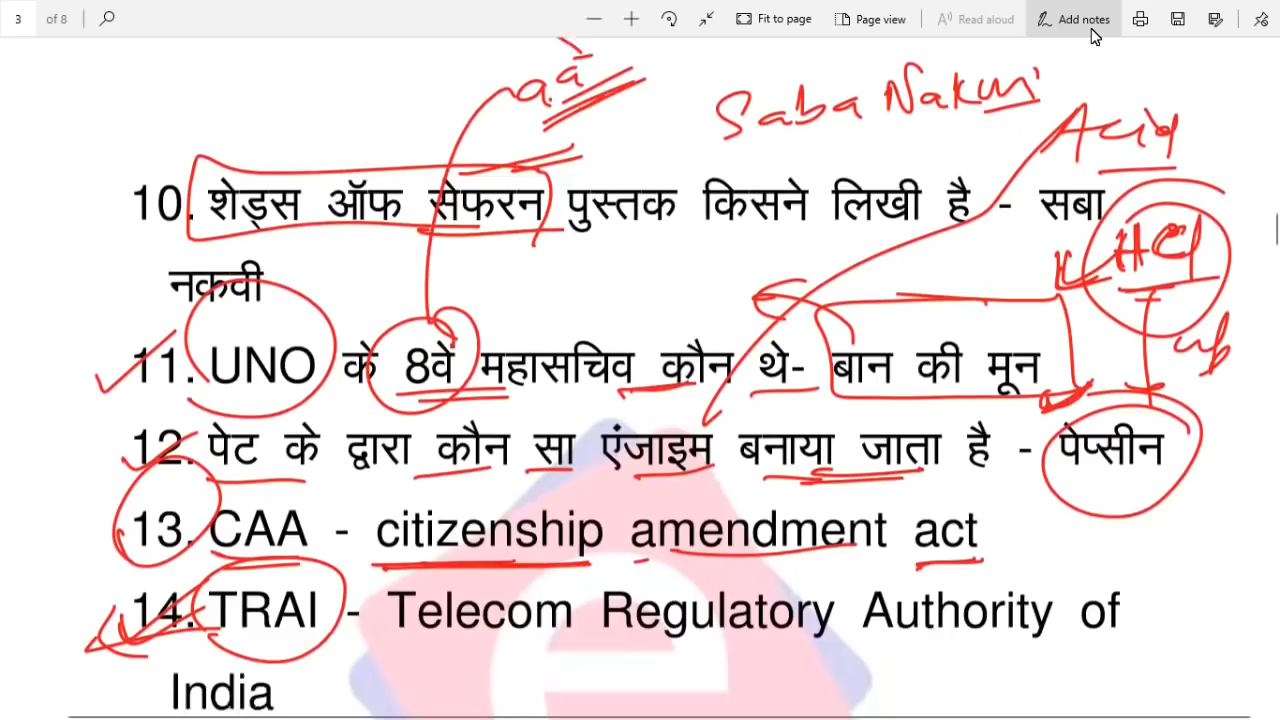 3 of 8 Fit to page Page view Read aloud Add notes
Saba Nakvi
Acid
10. शेड्स ऑफ सेफरन पुस्तक किसने लिखी है - सबा
HCl
नकवी
11. UNO के 8वें महासचिव कौन थे- बान की मून
12. पेट के द्वारा कौन सा एंजाइम बनाया जाता है - पेप्सीन
13. CAA - citizenship amendment act
14. TRAI - Telecom Regulatory Authority of
India